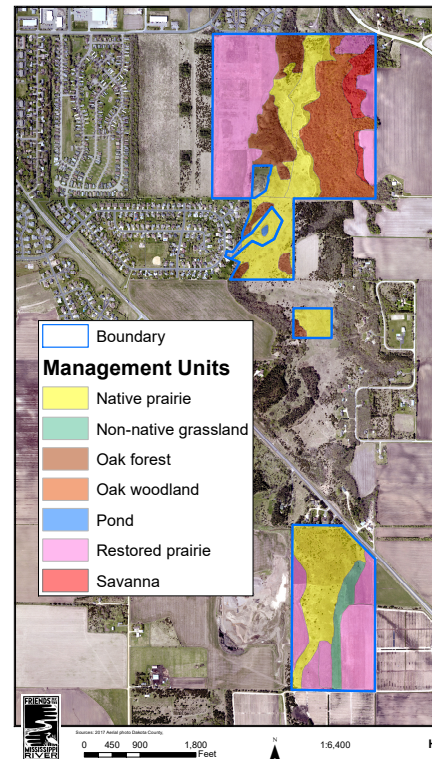 Boundary
Management Units
Native prairie
Non-native grassland
Oak forest
Oak woodland
Pond
Restored prairie
Savanna
FRIENDS OF THE
MISSISSIPPI
RIVER
Sources: 2017 Aerial photo Dakota County,
0 450 900 1,800
Feet
N
1:6,400
H